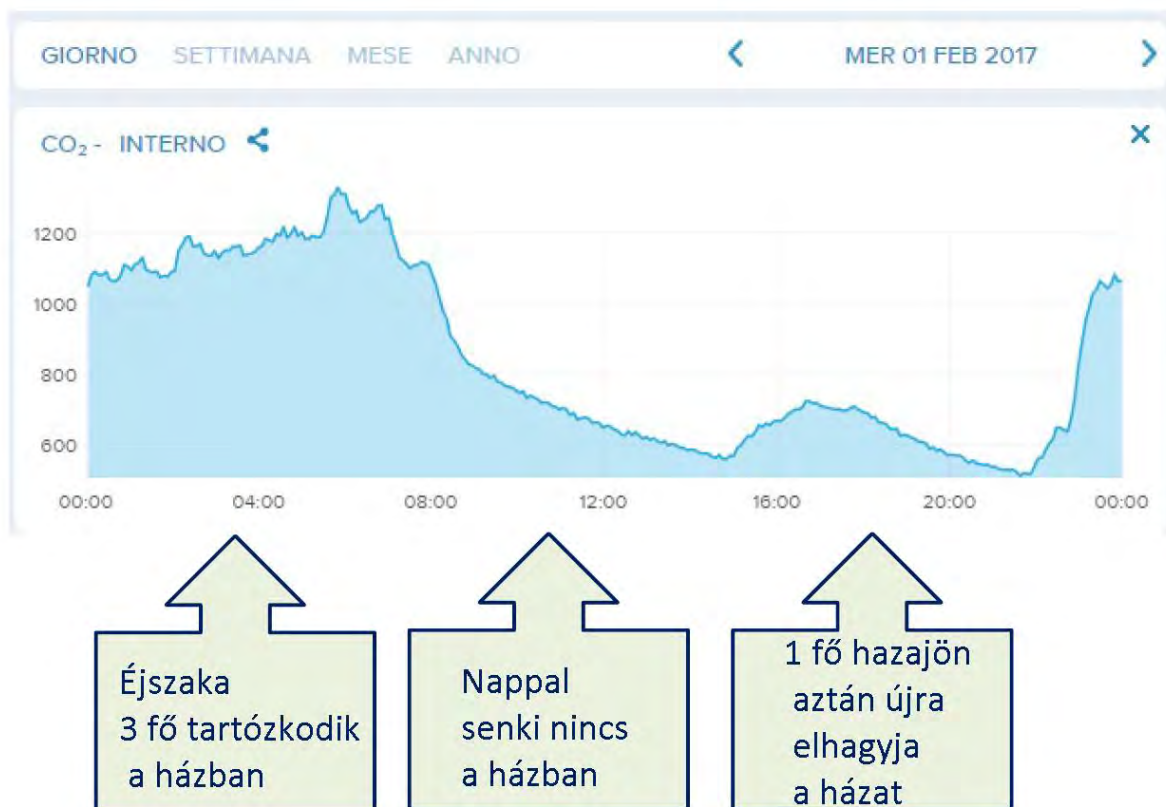 GIORNO SETTIMANA MESE ANNO MER 01 FEB 2017
CO₂ - INTERNO
1200
1000
800
600
00:00 04:00 08:00 12:00 16:00 20:00 00:00
Éjszaka
3 fő tartózkodik
a házban
Nappal
senki nincs
a házban
1 fő hazajön
aztán újra
elhagyja
a házat